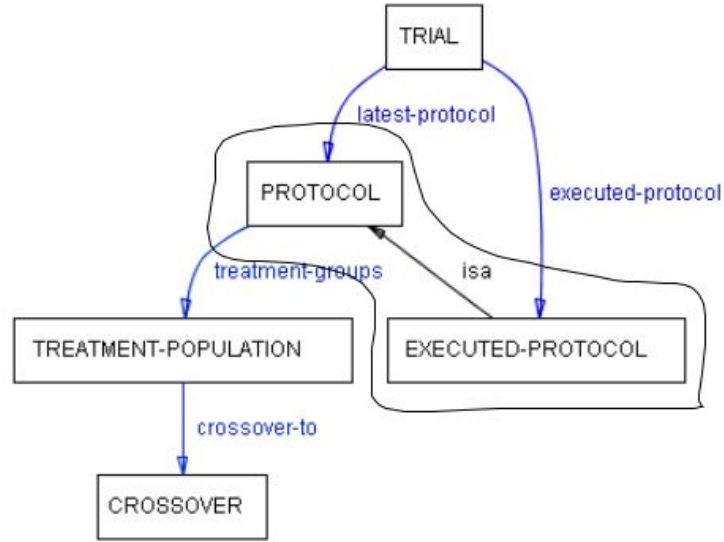 TRIAL
latest-protocol
PROTOCOL
executed-protocol
treatment-groups
isa
TREATMENT-POPULATION
EXECUTED-PROTOCOL
crossover-to
CROSSOVER